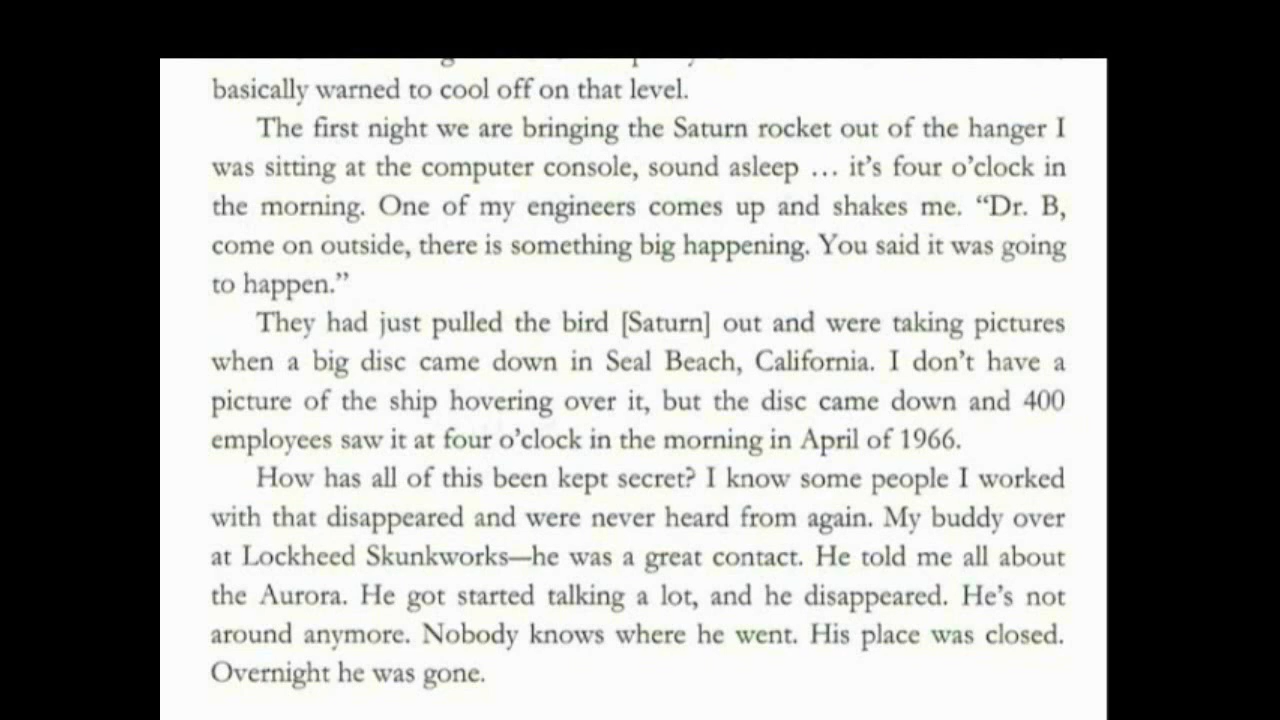 basically warned to cool off on that level.
The first night we are bringing the Saturn rocket out of the hanger I
was sitting at the computer console, sound asleep … it’s four o’clock in
the morning. One of my engineers comes up and shakes me. “Dr. B,
come on outside, there is something big happening. You said it was going
to happen.”
They had just pulled the bird [Saturn] out and were taking pictures
when a big disc came down in Seal Beach, California. I don’t have a
picture of the ship hovering over it, but the disc came down and 400
employees saw it at four o’clock in the morning in April of 1966.
How has all of this been kept secret? I know some people I worked
with that disappeared and were never heard from again. My buddy over
at Lockheed Skunkworks—he was a great contact. He told me all about
the Aurora. He got started talking a lot, and he disappeared. He’s not
around anymore. Nobody knows where he went. His place was closed.
Overnight he was gone.